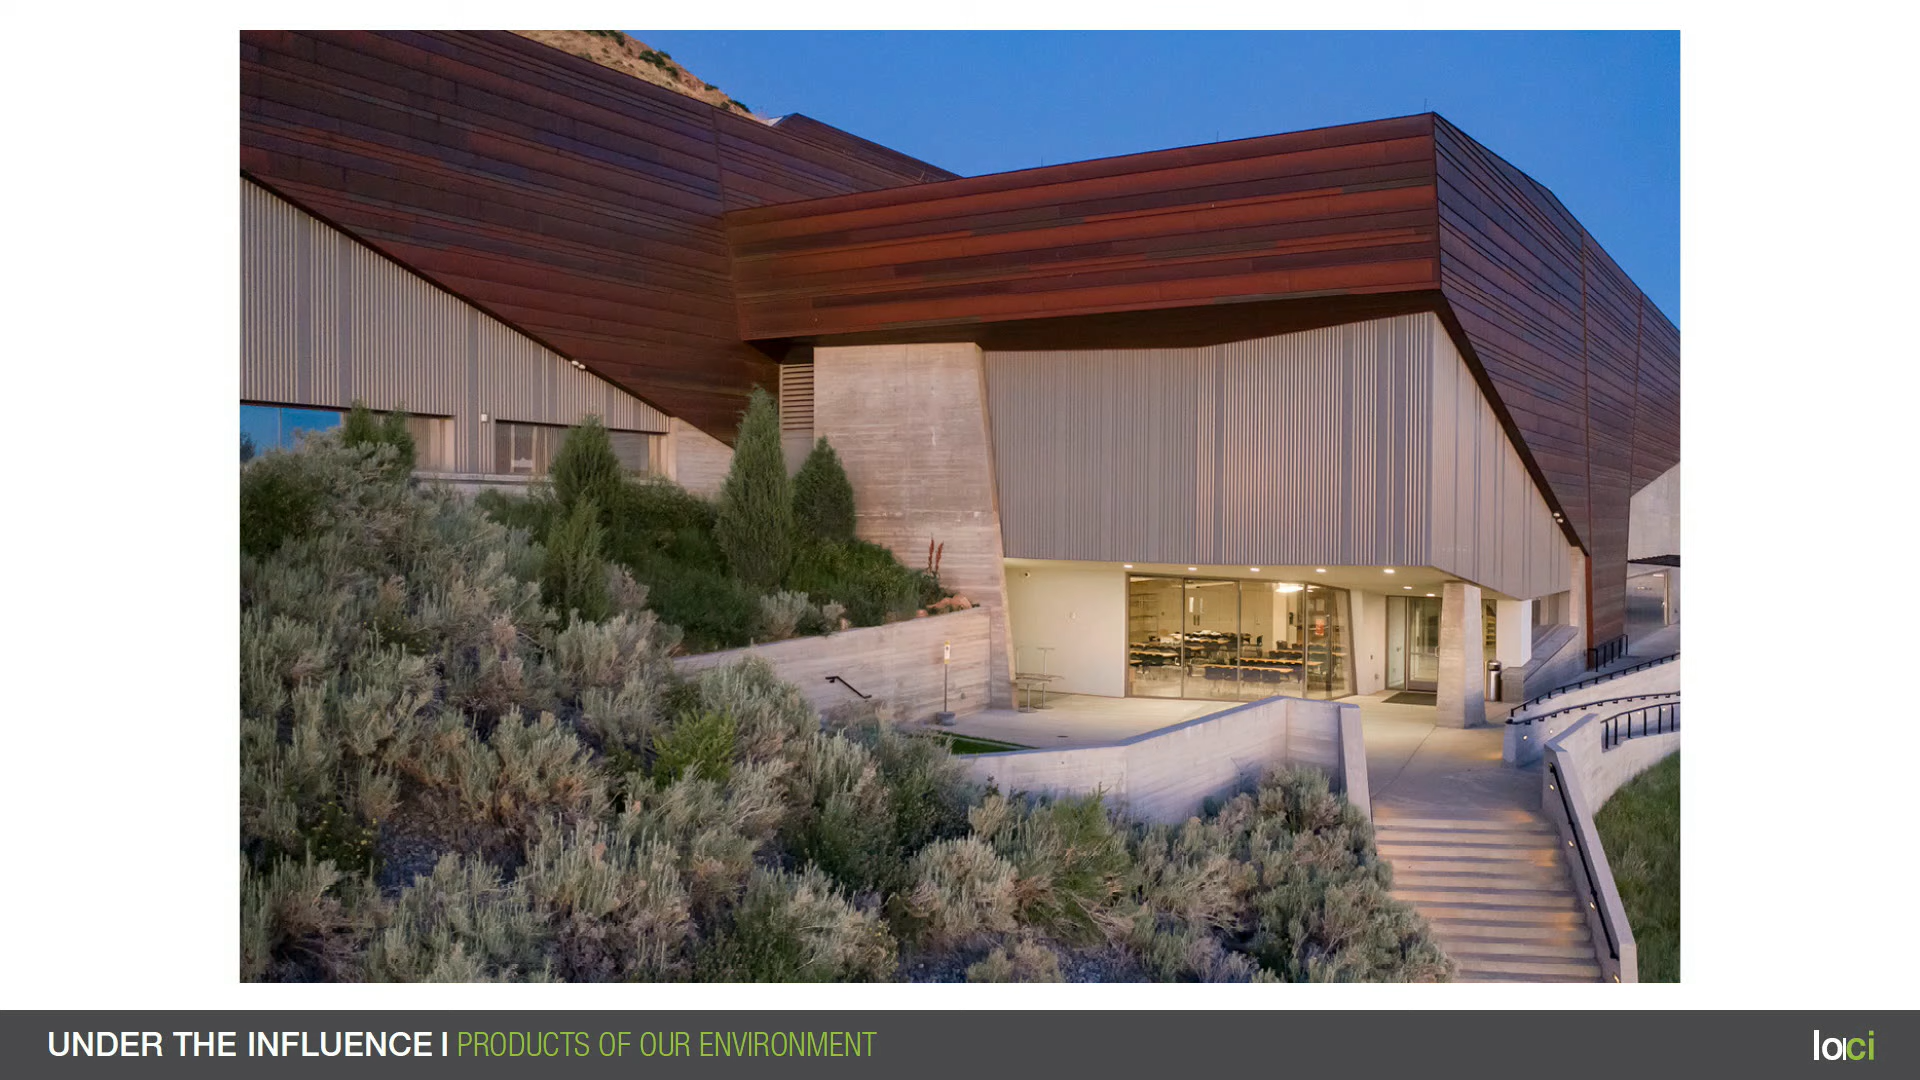 UNDER THE INFLUENCE | PRODUCTS OF OUR ENVIRONMENT
loci